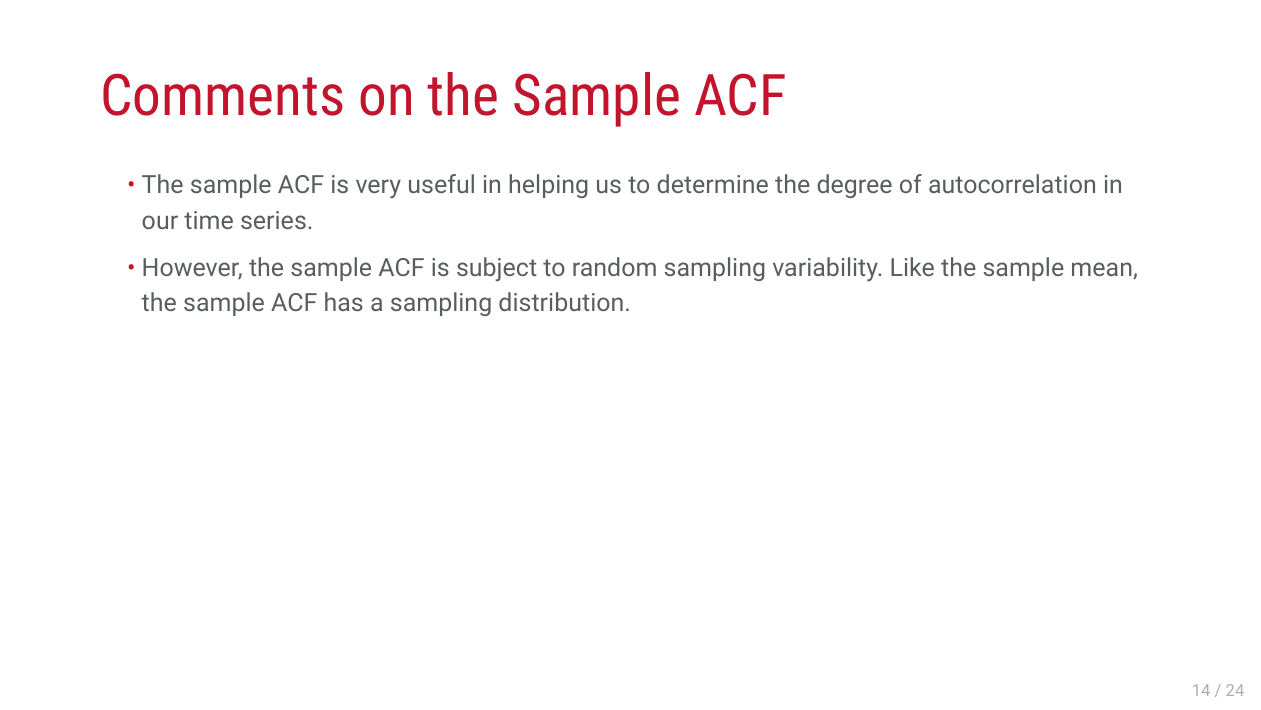 Comments on the Sample ACF
• The sample ACF is very useful in helping us to determine the degree of autocorrelation in
our time series.
• However, the sample ACF is subject to random sampling variability. Like the sample mean,
the sample ACF has a sampling distribution.
14 / 24